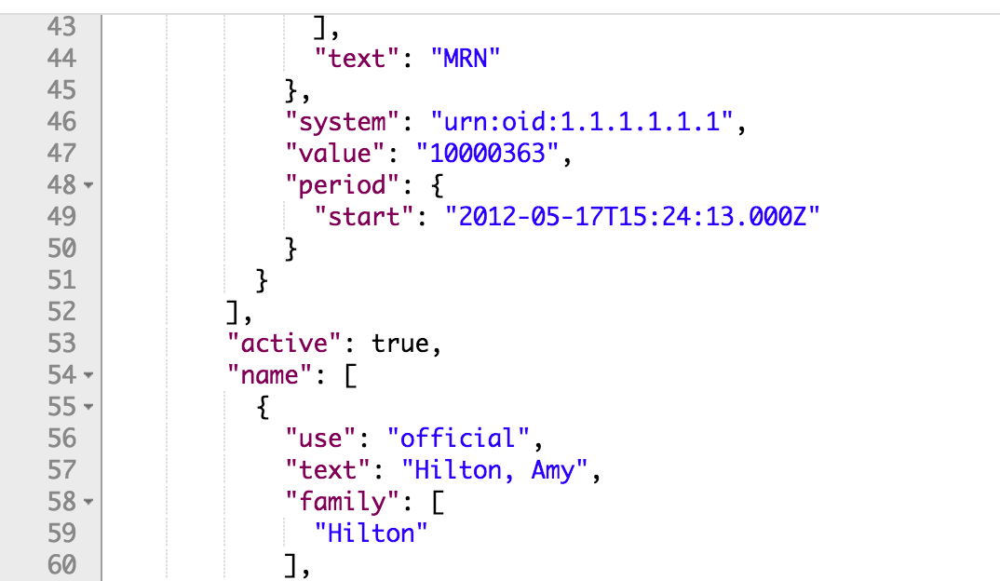 43 ],
44 "text": "MRN"
45 },
46 "system": "urn:oid:1.1.1.1.1.1",
47 "value": "10000363",
48 "period": {
49 "start": "2012-05-17T15:24:13.000Z"
50 }
51 }
52 ],
53 "active": true,
54 "name": [
55 {
56 "use": "official",
57 "text": "Hilton, Amy",
58 "family": [
59 "Hilton"
60 ],